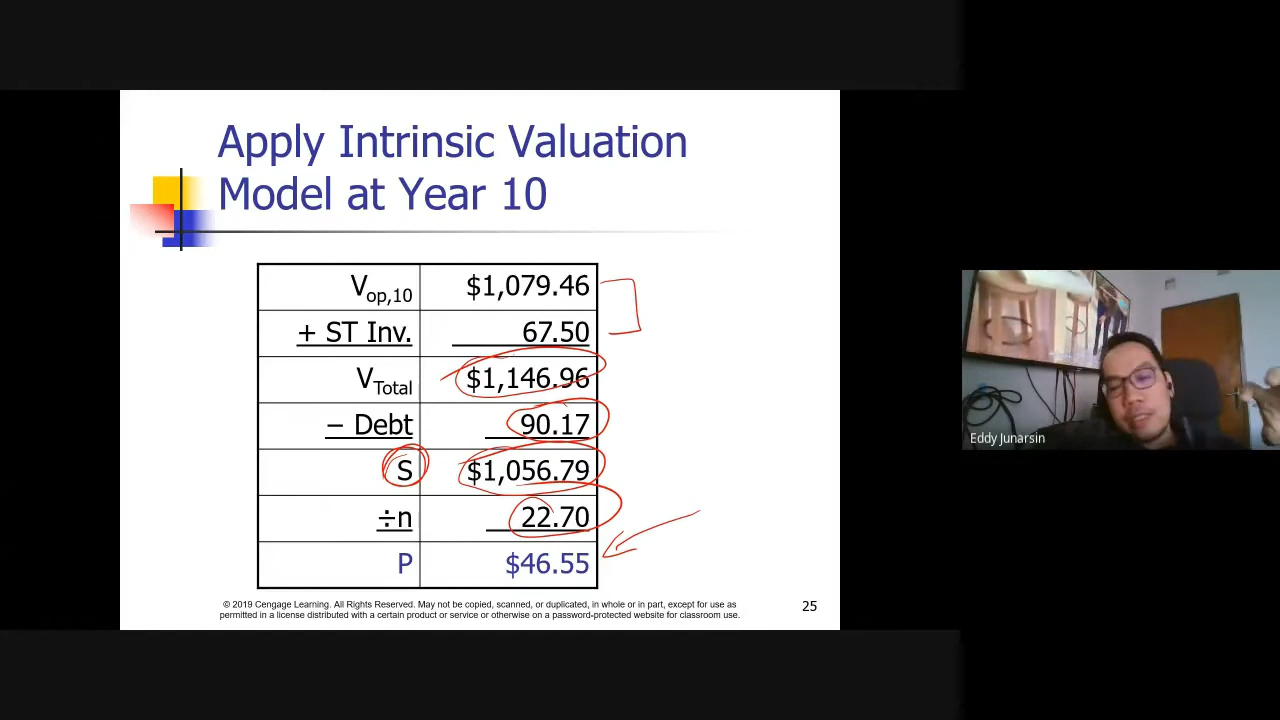 Apply Intrinsic Valuation
Model at Year 10
Vop,10 $1,079.46
+ ST Inv. 67.50
VTotal $1,146.96
− Debt 90.17
S $1,056.79
÷n 22.70
P $46.55
© 2019 Cengage Learning. All Rights Reserved. May not be copied, scanned, or duplicated, in whole or in part, except for use as
permitted in a license distributed with a certain product or service or otherwise on a password-protected website for classroom use.
25
Eddy Junarsin